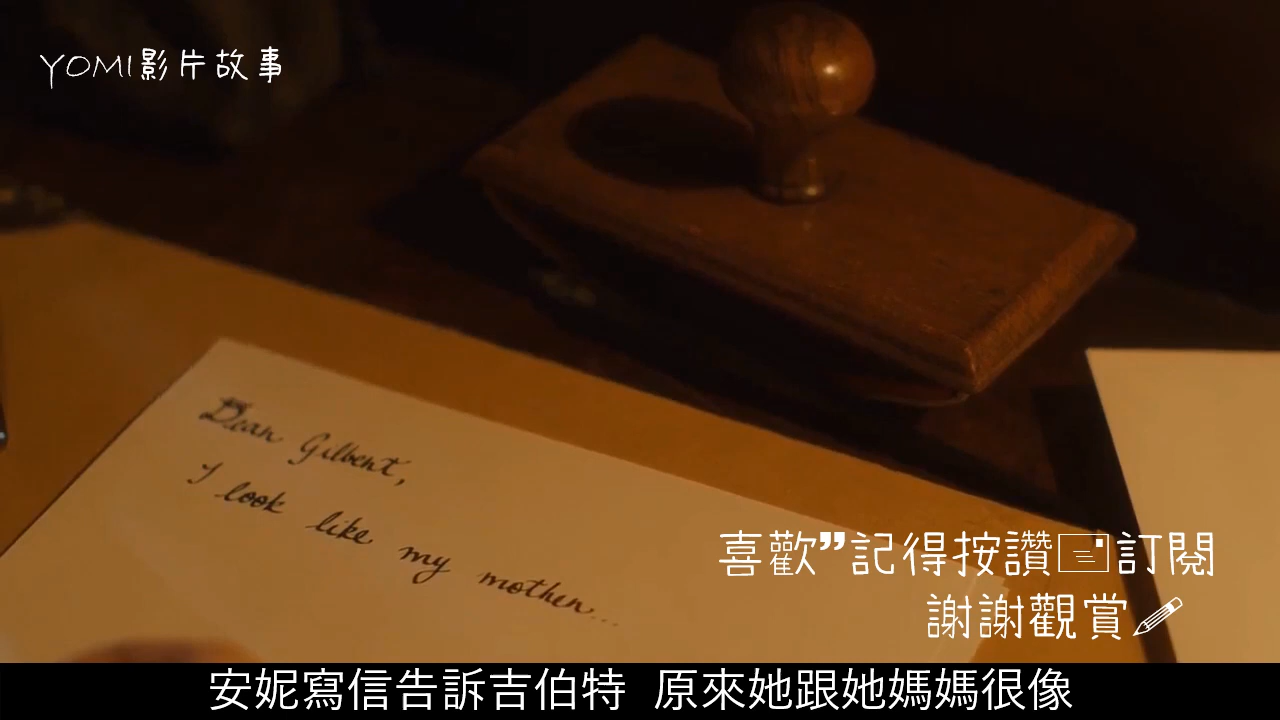 YOMI影片故事
Dear Gilbert,
I look like my mother...
喜歡”記得按讚訂閱
謝謝觀賞
安妮寫信告訴吉伯特 原來她跟她媽媽很像